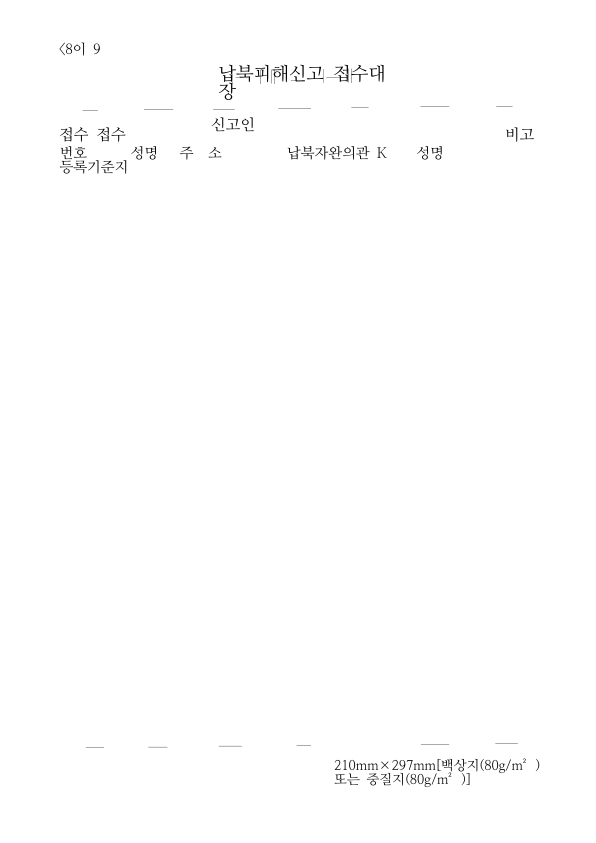 〈8이 9
납북피해신고 접수대
장
신고인
접수 접수 비고
번호 성명 주 소 납북자완의관 K 성명
등록기준지
210mm×297mm[백상지(80g/m² )
또는 중질지(80g/m² )]